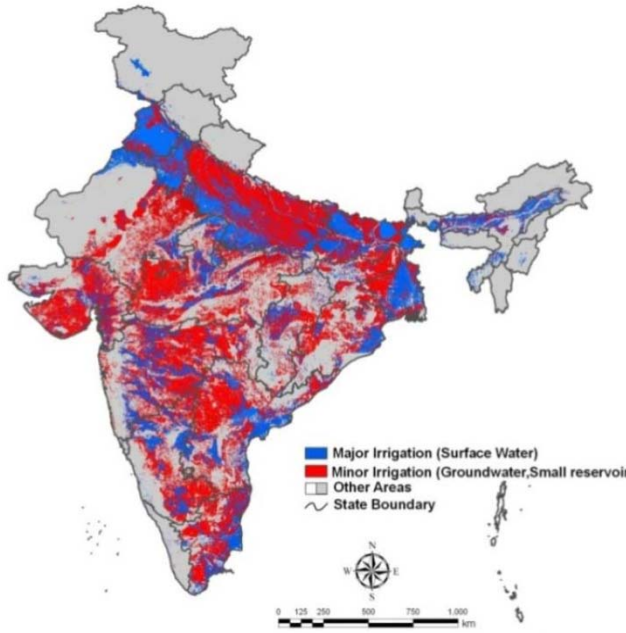 Major Irrigation (Surface Water)
Minor Irrigation (Groundwater,Small reservoir
Other Areas
State Boundary
N
W E
S
0 125 250 500 750 1.000
km